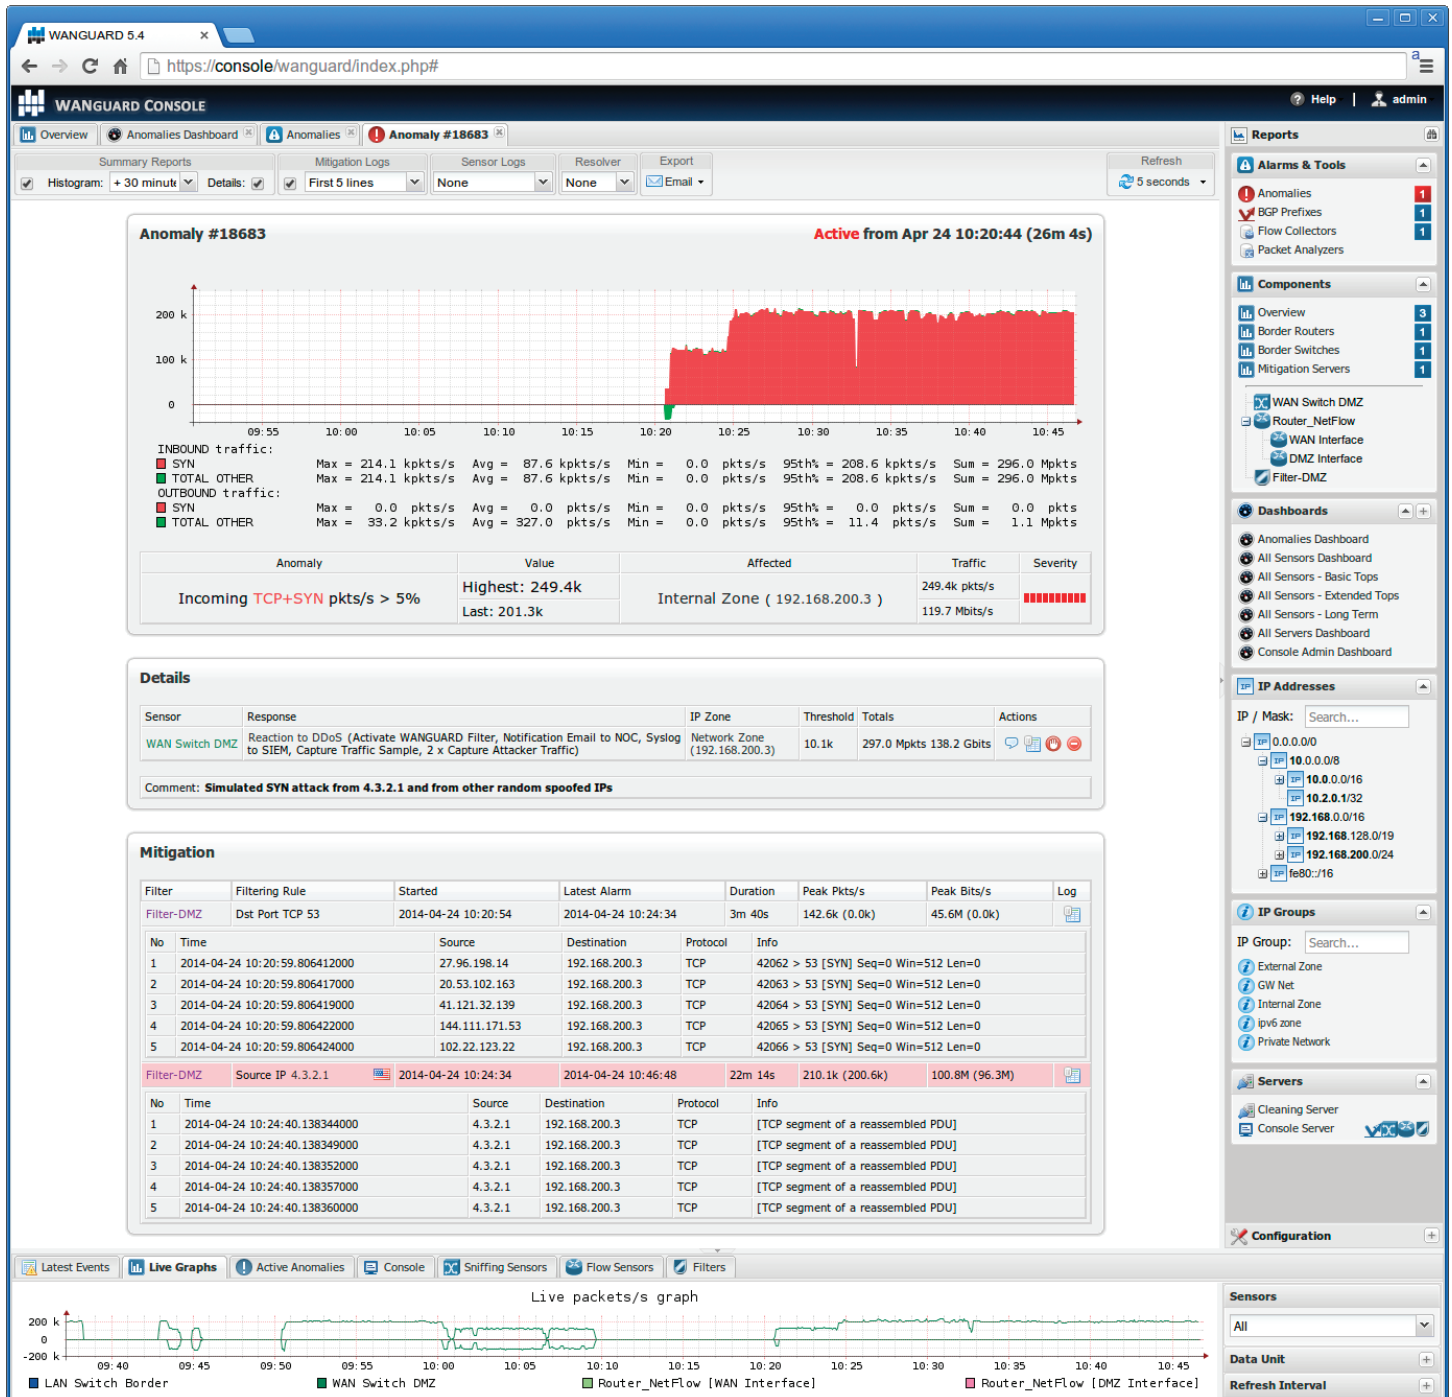 WANGUARD 5.4
https://console/wanguard/index.php#
a
WANGUARD CONSOLE
Help | admin
Overview Anomalies Dashboard Anomalies Anomaly #18683
Summary Reports Mitigation Logs Sensor Logs Resolver Export Refresh
Histogram: + 30 minute Details: First 5 lines None None Email 5 seconds
Anomaly #18683 Active from Apr 24 10:20:44 (26m 4s)
200 k
100 k
0
09:55 10:00 10:05 10:10 10:15 10:20 10:25 10:30 10:35 10:40 10:45
INBOUND traffic:
SYN Max = 214.1 kpkts/s Avg = 87.6 kpkts/s Min = 0.0 pkts/s 95th% = 208.6 kpkts/s Sum = 296.0 Mpkts
TOTAL OTHER Max = 214.1 kpkts/s Avg = 87.6 kpkts/s Min = 0.0 pkts/s 95th% = 208.6 kpkts/s Sum = 296.0 Mpkts
OUTBOUND traffic:
SYN Max = 0.0 pkts/s Avg = 0.0 pkts/s Min = 0.0 pkts/s 95th% = 0.0 pkts/s Sum = 0.0 pkts
TOTAL OTHER Max = 33.2 kpkts/s Avg = 327.0 pkts/s Min = 0.0 pkts/s 95th% = 11.4 pkts/s Sum = 1.1 Mpkts
Anomaly Value Affected Traffic Severity
Incoming TCP+SYN pkts/s > 5% Highest: 249.4k Internal Zone ( 192.168.200.3 ) 249.4k pkts/s
Last: 201.3k 119.7 Mbits/s
Details
Sensor Response IP Zone Threshold Totals Actions
WAN Switch DMZ Reaction to DDoS (Activate WANGUARD Filter, Notification Email to NOC, Syslog Network Zone 10.1k 297.0 Mpkts 138.2 Gbits
to SIEM, Capture Traffic Sample, 2 x Capture Attacker Traffic) (192.168.200.3)
Comment: Simulated SYN attack from 4.3.2.1 and from other random spoofed IPs
Mitigation
Filter Filtering Rule Started Latest Alarm Duration Peak Pkts/s Peak Bits/s Log
Filter-DMZ Dst Port TCP 53 2014-04-24 10:20:54 2014-04-24 10:24:34 3m 40s 142.6k (0.0k) 45.6M (0.0k)
No Time Source Destination Protocol Info
1 2014-04-24 10:20:59.806412000 27.96.198.14 192.168.200.3 TCP 42062 > 53 [SYN] Seq=0 Win=512 Len=0
2 2014-04-24 10:20:59.806417000 20.53.102.163 192.168.200.3 TCP 42063 > 53 [SYN] Seq=0 Win=512 Len=0
3 2014-04-24 10:20:59.806419000 41.121.32.139 192.168.200.3 TCP 42064 > 53 [SYN] Seq=0 Win=512 Len=0
4 2014-04-24 10:20:59.806422000 144.111.171.53 192.168.200.3 TCP 42065 > 53 [SYN] Seq=0 Win=512 Len=0
5 2014-04-24 10:20:59.806424000 102.22.123.22 192.168.200.3 TCP 42066 > 53 [SYN] Seq=0 Win=512 Len=0
Filter-DMZ Source IP 4.3.2.1 2014-04-24 10:24:34 2014-04-24 10:46:48 22m 14s 210.1k (200.6k) 100.8M (96.3M)
No Time Source Destination Protocol Info
1 2014-04-24 10:24:40.138344000 4.3.2.1 192.168.200.3 TCP [TCP segment of a reassembled PDU]
2 2014-04-24 10:24:40.138349000 4.3.2.1 192.168.200.3 TCP [TCP segment of a reassembled PDU]
3 2014-04-24 10:24:40.138352000 4.3.2.1 192.168.200.3 TCP [TCP segment of a reassembled PDU]
4 2014-04-24 10:24:40.138357000 4.3.2.1 192.168.200.3 TCP [TCP segment of a reassembled PDU]
5 2014-04-24 10:24:40.138360000 4.3.2.1 192.168.200.3 TCP [TCP segment of a reassembled PDU]
Reports
Alarms & Tools
Anomalies 1
BGP Prefixes 1
Flow Collectors 1
Packet Analyzers
Components
Overview 3
Border Routers 1
Border Switches 1
Mitigation Servers 1
WAN Switch DMZ
Router_NetFlow
WAN Interface
DMZ Interface
Filter-DMZ
Dashboards
Anomalies Dashboard
All Sensors Dashboard
All Sensors - Basic Tops
All Sensors - Extended Tops
All Sensors - Long Term
All Servers Dashboard
Console Admin Dashboard
IP IP Addresses
IP / Mask: Search...
IP 0.0.0.0/0
IP 10.0.0.0/8
IP 10.0.0.0/16
IP 10.2.0.1/32
IP 192.168.0.0/16
IP 192.168.128.0/19
IP 192.168.200.0/24
IP fe80::/16
IP Groups
IP Group: Search...
External Zone
GW Net
Internal Zone
ipv6 zone
Private Network
Servers
Cleaning Server
Console Server
Configuration
Latest Events Live Graphs Active Anomalies Console Sniffing Sensors Flow Sensors Filters
Live packets/s graph
200 k
0
-200 k
09:40 09:45 09:50 09:55 10:00 10:05 10:10 10:15 10:20 10:25 10:30 10:35 10:40 10:45
LAN Switch Border WAN Switch DMZ Router_NetFlow [WAN Interface] Router_NetFlow [DMZ Interface]
Sensors
All
Data Unit
Refresh Interval